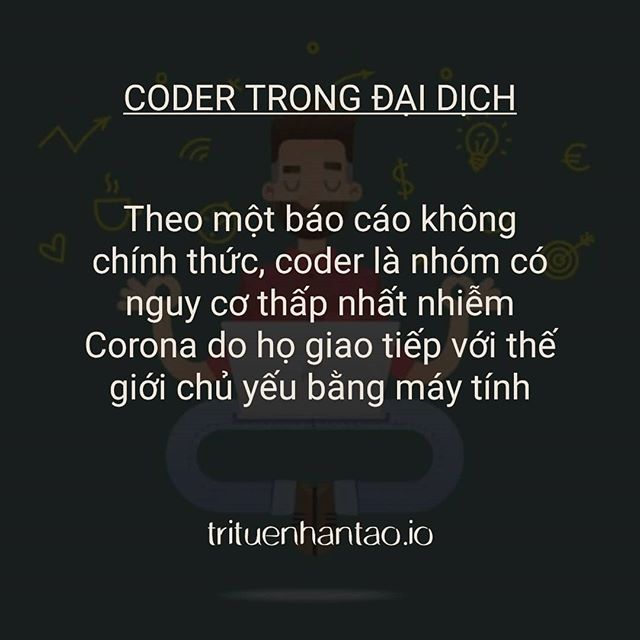 CODER TRONG ĐẠI DỊCH
Theo một báo cáo không
chính thức, coder là nhóm có
nguy cơ thấp nhất nhiễm
Corona do họ giao tiếp với thế
giới chủ yếu bằng máy tính
trituenhantao.io